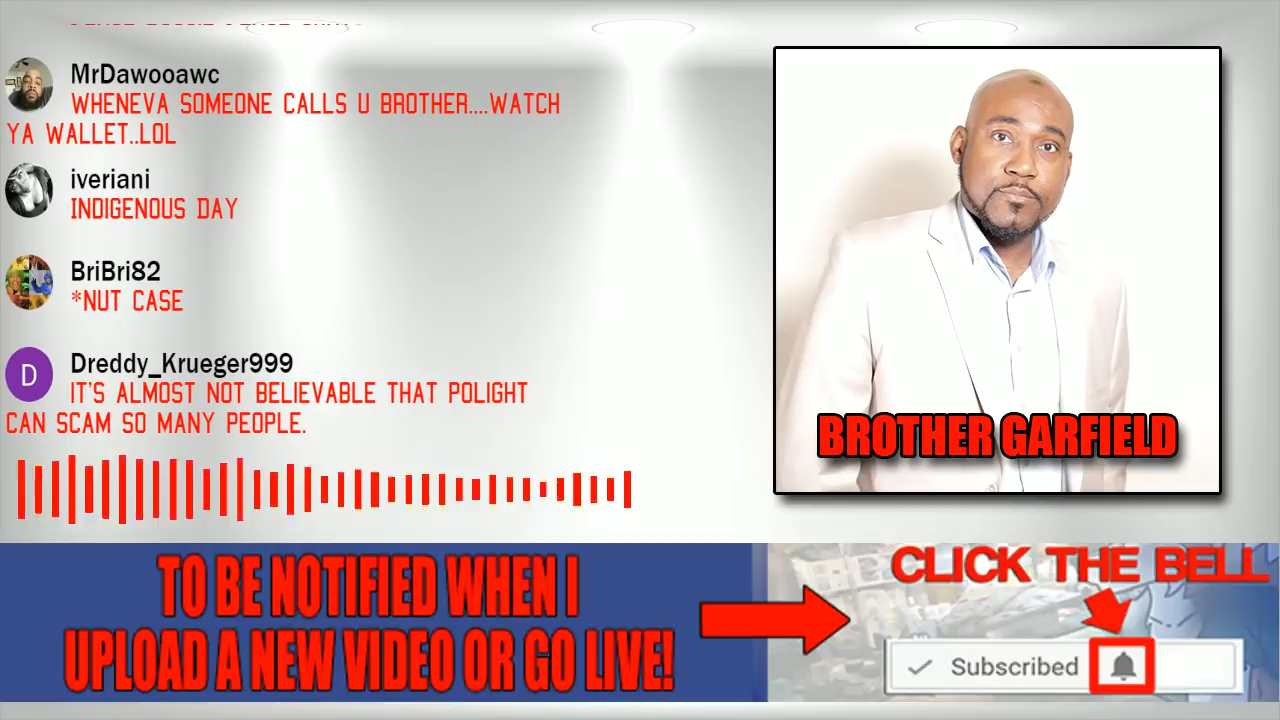 MrDawooawc
WHENEVA SOMEONE CALLS U BROTHER....WATCH
YA WALLET..LOL
iveriani
INDIGENOUS DAY
BriBri82
*NUT CASE
D
Dreddy_Krueger999
IT'S ALMOST NOT BELIEVABLE THAT POLIGHT
CAN SCAM SO MANY PEOPLE.
BROTHER GARFIELD
TO BE NOTIFIED WHEN I
UPLOAD A NEW VIDEO OR GO LIVE!
CLICK THE BELL
Subscribed